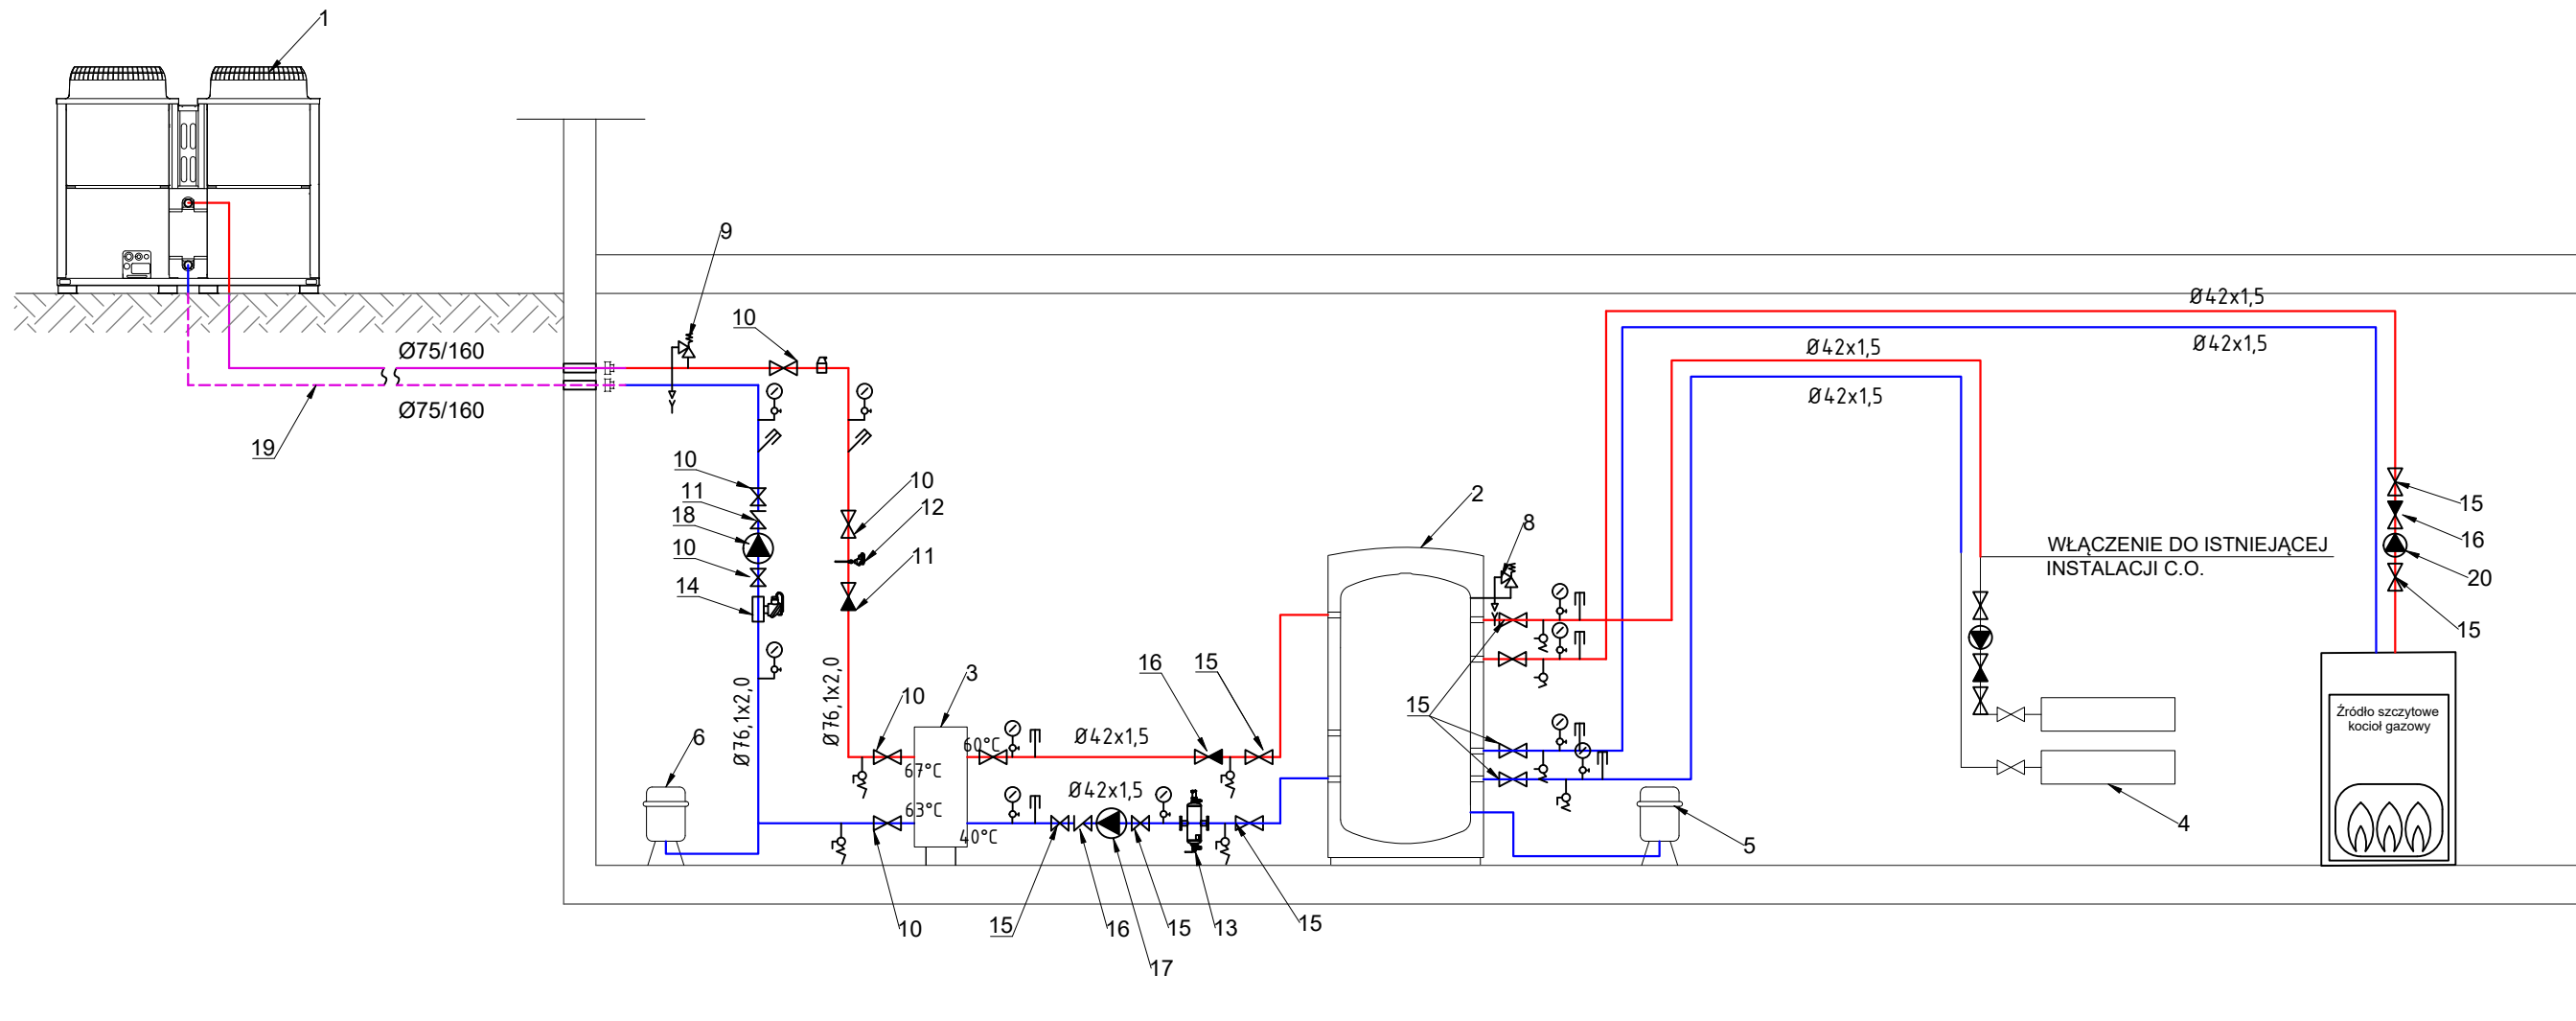 1
9
10
Ø75/160
Ø75/160
19
Ø42x1,5
Ø42x1,5
Ø42x1,5
Ø42x1,5
10
11
18
10
14
10
12
11
2
8
15
16
20
15
WŁĄCZENIE DO ISTNIEJĄCEJ
INSTALACJI C.O.
Ø76,1x2,0
Ø76,1x2,0
6
10
3
60°C
67°C
63°C
40°C
Ø42x1,5
Ø42x1,5
16
15
15
Źródło szczytowe
kocioł gazowy
4
5
10
15
16
15
13
15
17